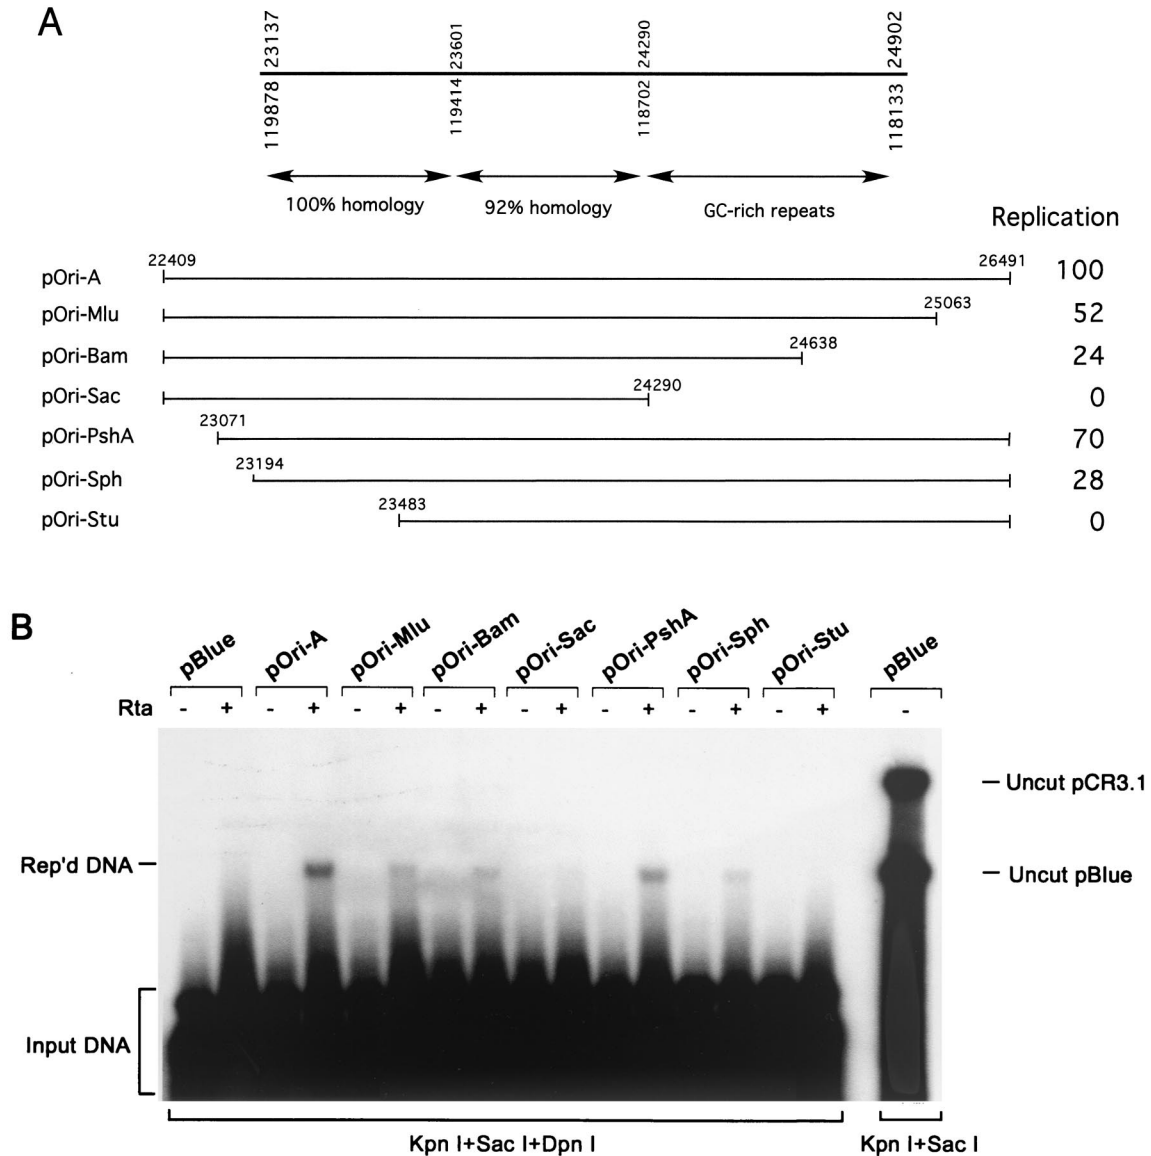 A
23137 23601 24290 24902
119878 119414 118702 118133
100% homology 92% homology GC-rich repeats
Replication
pOri-A 22409 26491 100
pOri-Mlu 25063 52
pOri-Bam 24638 24
pOri-Sac 24290 0
pOri-PshA 23071 70
pOri-Sph 23194 28
pOri-Stu 23483 0
B
pBlue pOri-A pOri-Mlu pOri-Bam pOri-Sac pOri-PshA pOri-Sph pOri-Stu pBlue
Rta - + - + - + - + - + - + - + - + -
Uncut pCR3.1
Rep'd DNA
Uncut pBlue
Input DNA
Kpn I+Sac I+Dpn I Kpn I+Sac I